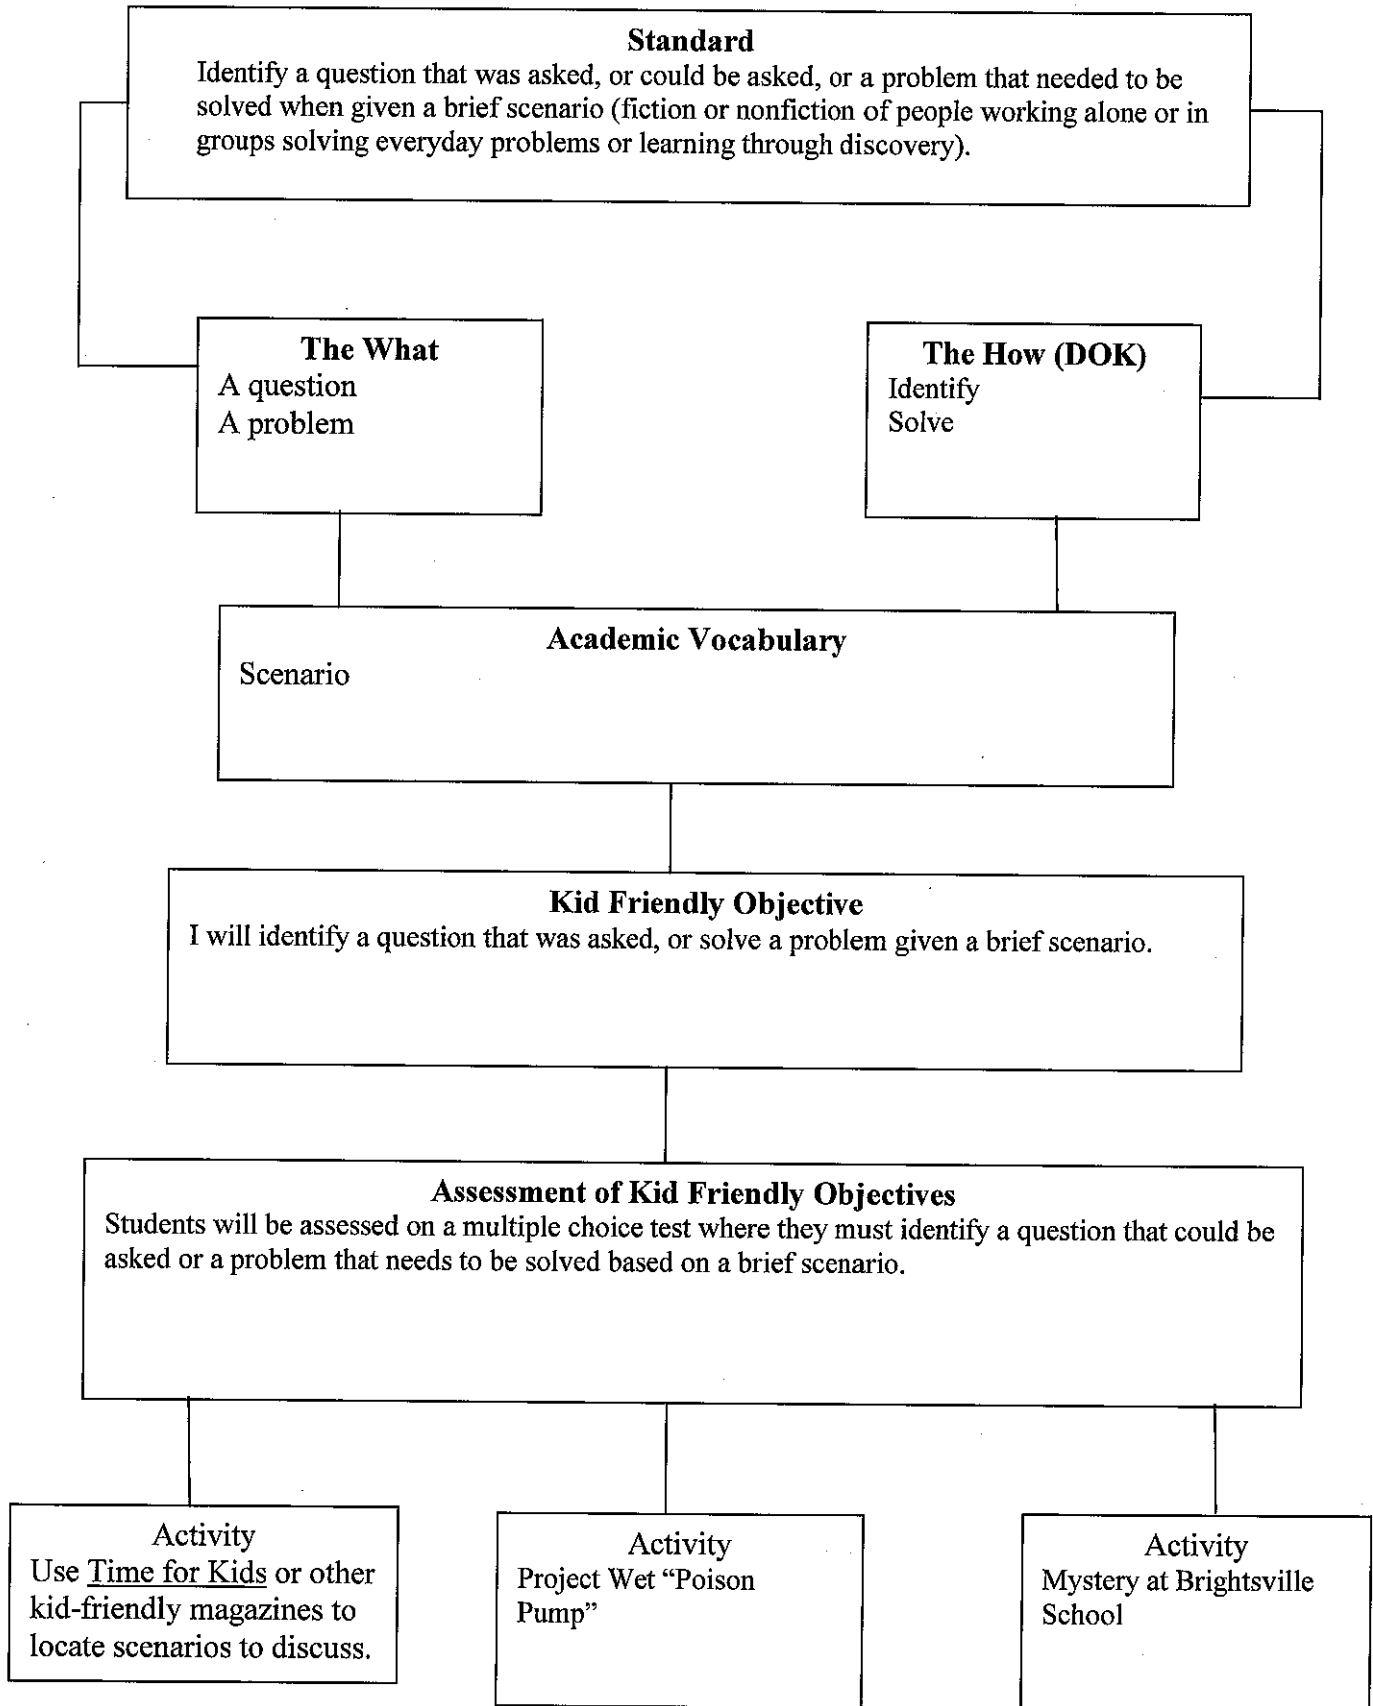 Standard
Identify a question that was asked, or could be asked, or a problem that needed to be
solved when given a brief scenario (fiction or nonfiction of people working alone or in
groups solving everyday problems or learning through discovery).
The What
A question
A problem
The How (DOK)
Identify
Solve
Academic Vocabulary
Scenario
Kid Friendly Objective
I will identify a question that was asked, or solve a problem given a brief scenario.
Assessment of Kid Friendly Objectives
Students will be assessed on a multiple choice test where they must identify a question that could be
asked or a problem that needs to be solved based on a brief scenario.
Activity
Use Time for Kids or other
kid-friendly magazines to
locate scenarios to discuss.
Activity
Project Wet “Poison
Pump”
Activity
Mystery at Brightsville
School